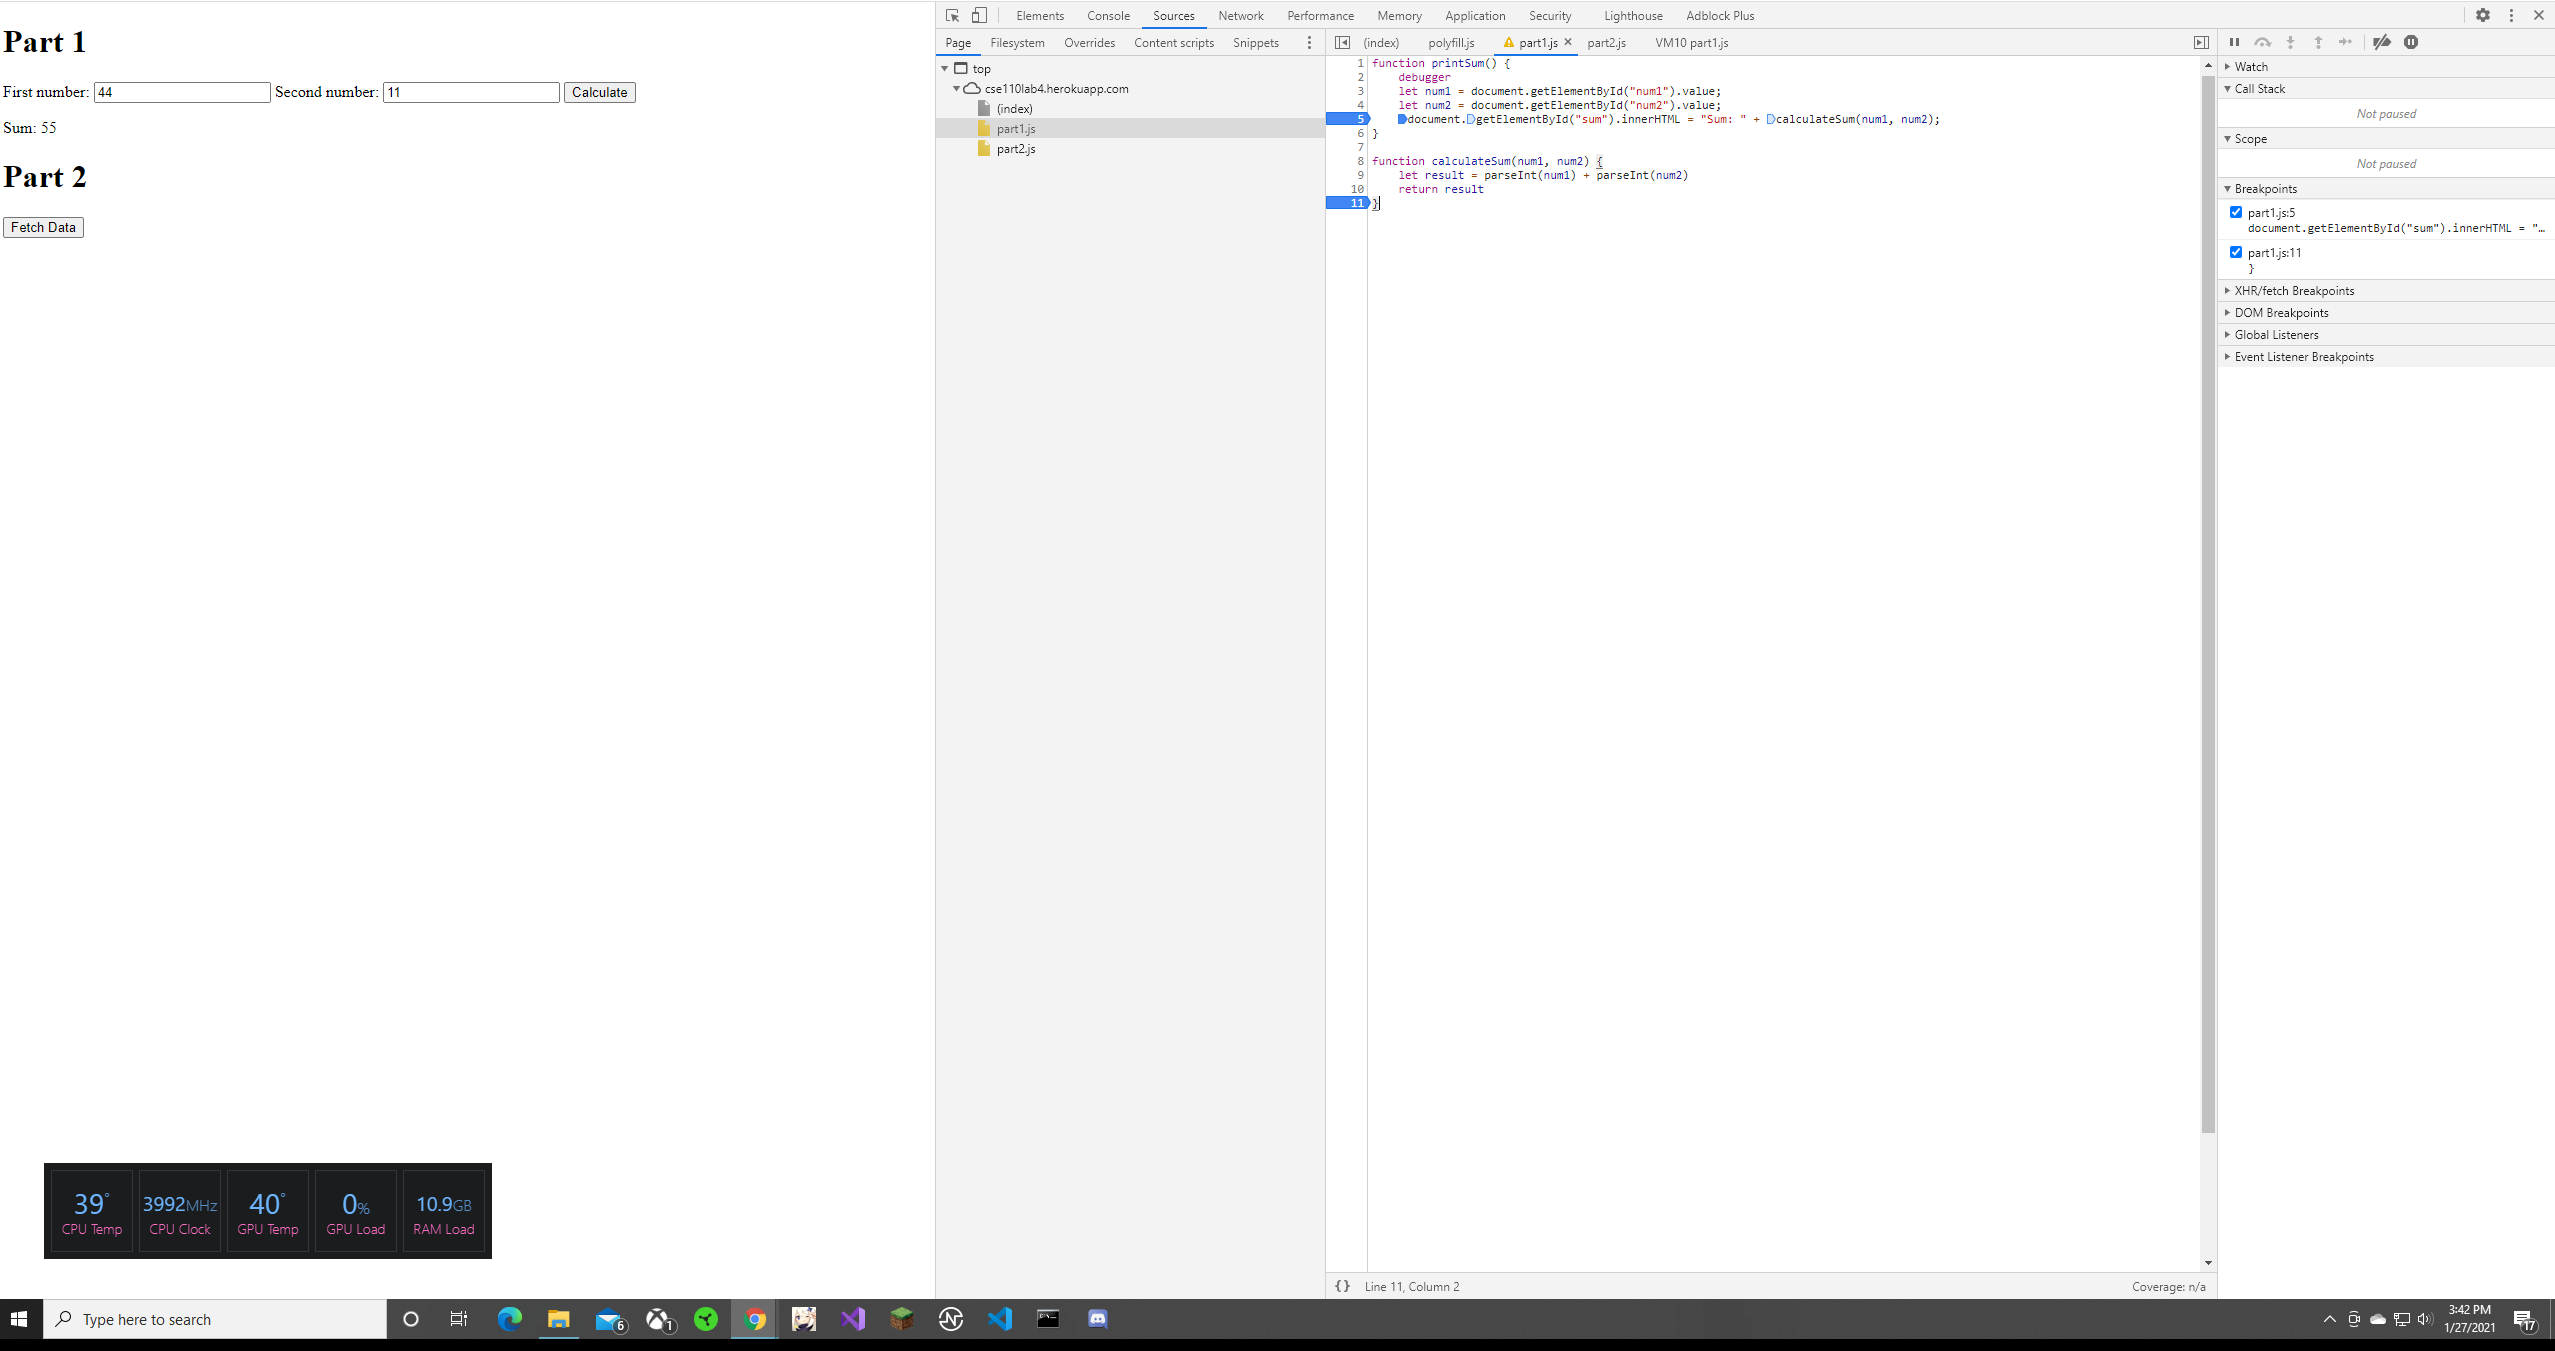 Part 1
First number: 44 Second number: 11 Calculate
Sum: 55
Part 2
Fetch Data
39° 3992MHz 40° 0% 10.9GB
CPU Temp CPU Clock GPU Temp GPU Load RAM Load
Elements Console Sources Network Performance Memory Application Security Lighthouse Adblock Plus
Page Filesystem Overrides Content scripts Snippets
top
cse110lab4.herokuapp.com
(index)
part1.js
part2.js
(index) polyfill.js part1.js part2.js VM10 part1.js
1 function printSum() {
2 debugger
3 let num1 = document.getElementById("num1").value;
4 let num2 = document.getElementById("num2").value;
5 document.getElementById("sum").innerHTML = "Sum: " + calculateSum(num1, num2);
6 }
7
8 function calculateSum(num1, num2) {
9 let result = parseInt(num1) + parseInt(num2)
10 return result
11 }
{} Line 11, Column 2 Coverage: n/a
Watch
Call Stack
Not paused
Scope
Not paused
Breakpoints
part1.js:5
document.getElementById("sum").innerHTML = "…
part1.js:11
}
XHR/fetch Breakpoints
DOM Breakpoints
Global Listeners
Event Listener Breakpoints
Type here to search 6 1 3:42 PM
1/27/2021 17